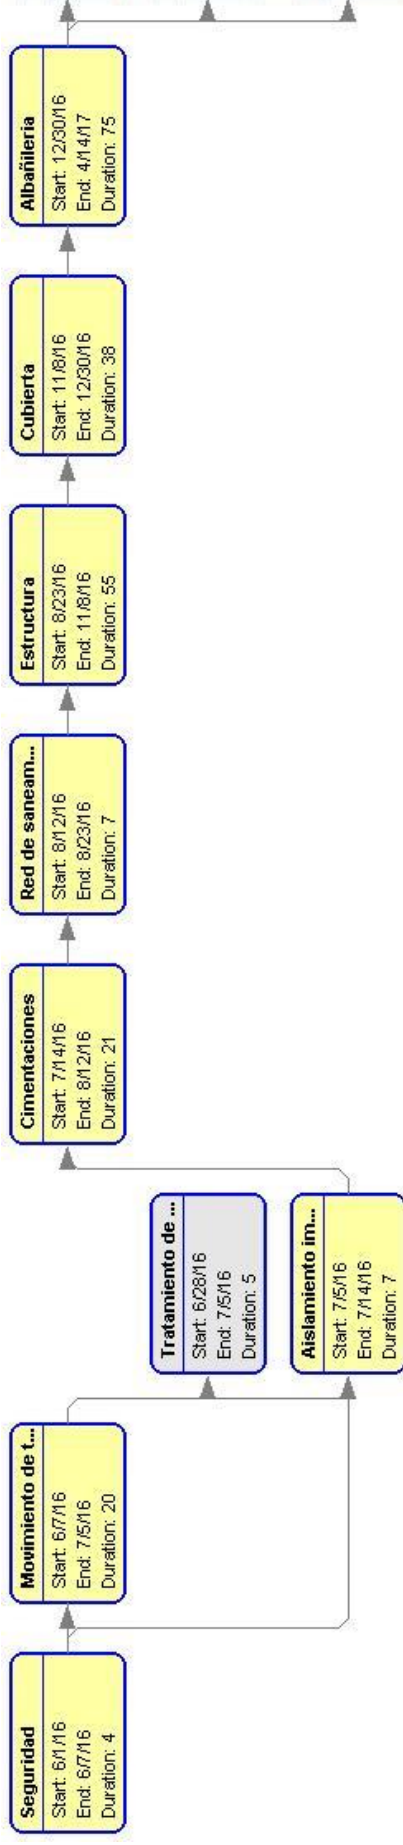 Seguridad
Start: 6/1/16
End: 6/7/16
Duration: 4
Movimiento de t...
Start: 6/7/16
End: 7/5/16
Duration: 20
Tratamiento de ...
Start: 6/28/16
End: 7/5/16
Duration: 5
Aislamiento im...
Start: 7/5/16
End: 7/14/16
Duration: 7
Cimentaciones
Start: 7/14/16
End: 8/12/16
Duration: 21
Red de saneam...
Start: 8/12/16
End: 8/23/16
Duration: 7
Estructura
Start: 8/23/16
End: 11/8/16
Duration: 55
Cubierta
Start: 11/8/16
End: 12/30/16
Duration: 38
Albañileria
Start: 12/30/16
End: 4/14/17
Duration: 75